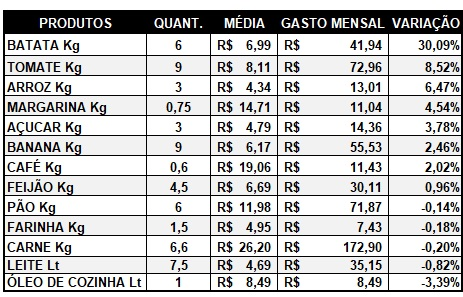 PRODUTOS QUANT. MÉDIA GASTO MENSAL VARIAÇÃO
BATATA Kg 6 R$ 6,99 R$ 41,94 30,09%
TOMATE Kg 9 R$ 8,11 R$ 72,96 8,52%
ARROZ Kg 3 R$ 4,34 R$ 13,01 6,47%
MARGARINA Kg 0,75 R$ 14,71 R$ 11,04 4,54%
AÇUCAR Kg 3 R$ 4,79 R$ 14,36 3,78%
BANANA Kg 9 R$ 6,17 R$ 55,53 2,46%
CAFÉ Kg 0,6 R$ 19,06 R$ 11,43 2,02%
FEIJÃO Kg 4,5 R$ 6,69 R$ 30,11 0,96%
PÃO Kg 6 R$ 11,98 R$ 71,87 -0,14%
FARINHA Kg 1,5 R$ 4,95 R$ 7,43 -0,18%
CARNE Kg 6,6 R$ 26,20 R$ 172,90 -0,20%
LEITE Lt 7,5 R$ 4,69 R$ 35,15 -0,82%
ÓLEO DE COZINHA Lt 1 R$ 8,49 R$ 8,49 -3,39%